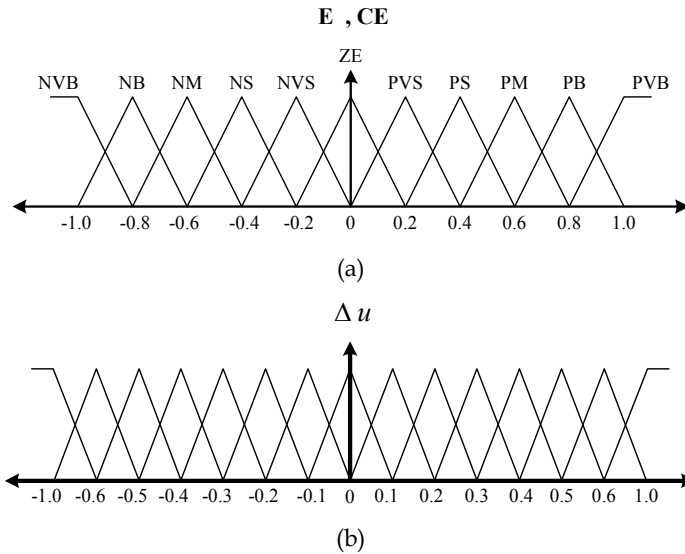 E , CE
ZE
NVB NB NM NS NVS PVS PS PM PB PVB
-1.0 -0.8 -0.6 -0.4 -0.2 0 0.2 0.4 0.6 0.8 1.0
(a)
Δ u
-1.0 -0.6 -0.5 -0.4 -0.3 -0.2 -0.1 0 0.1 0.2 0.3 0.4 0.5 0.6 1.0
(b)